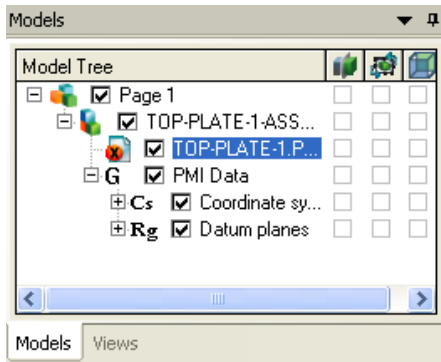 Models
Model Tree
Page 1
TOP-PLATE-1-ASS...
TOP-PLATE-1.P...
G PMI Data
Cs Coordinate sy...
Rg Datum planes
Models Views